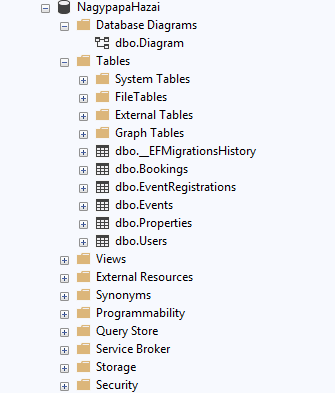 NagypapaHazai
Database Diagrams
dbo.Diagram
Tables
System Tables
FileTables
External Tables
Graph Tables
dbo.__EFMigrationsHistory
dbo.Bookings
dbo.EventRegistrations
dbo.Events
dbo.Properties
dbo.Users
Views
External Resources
Synonyms
Programmability
Query Store
Service Broker
Storage
Security